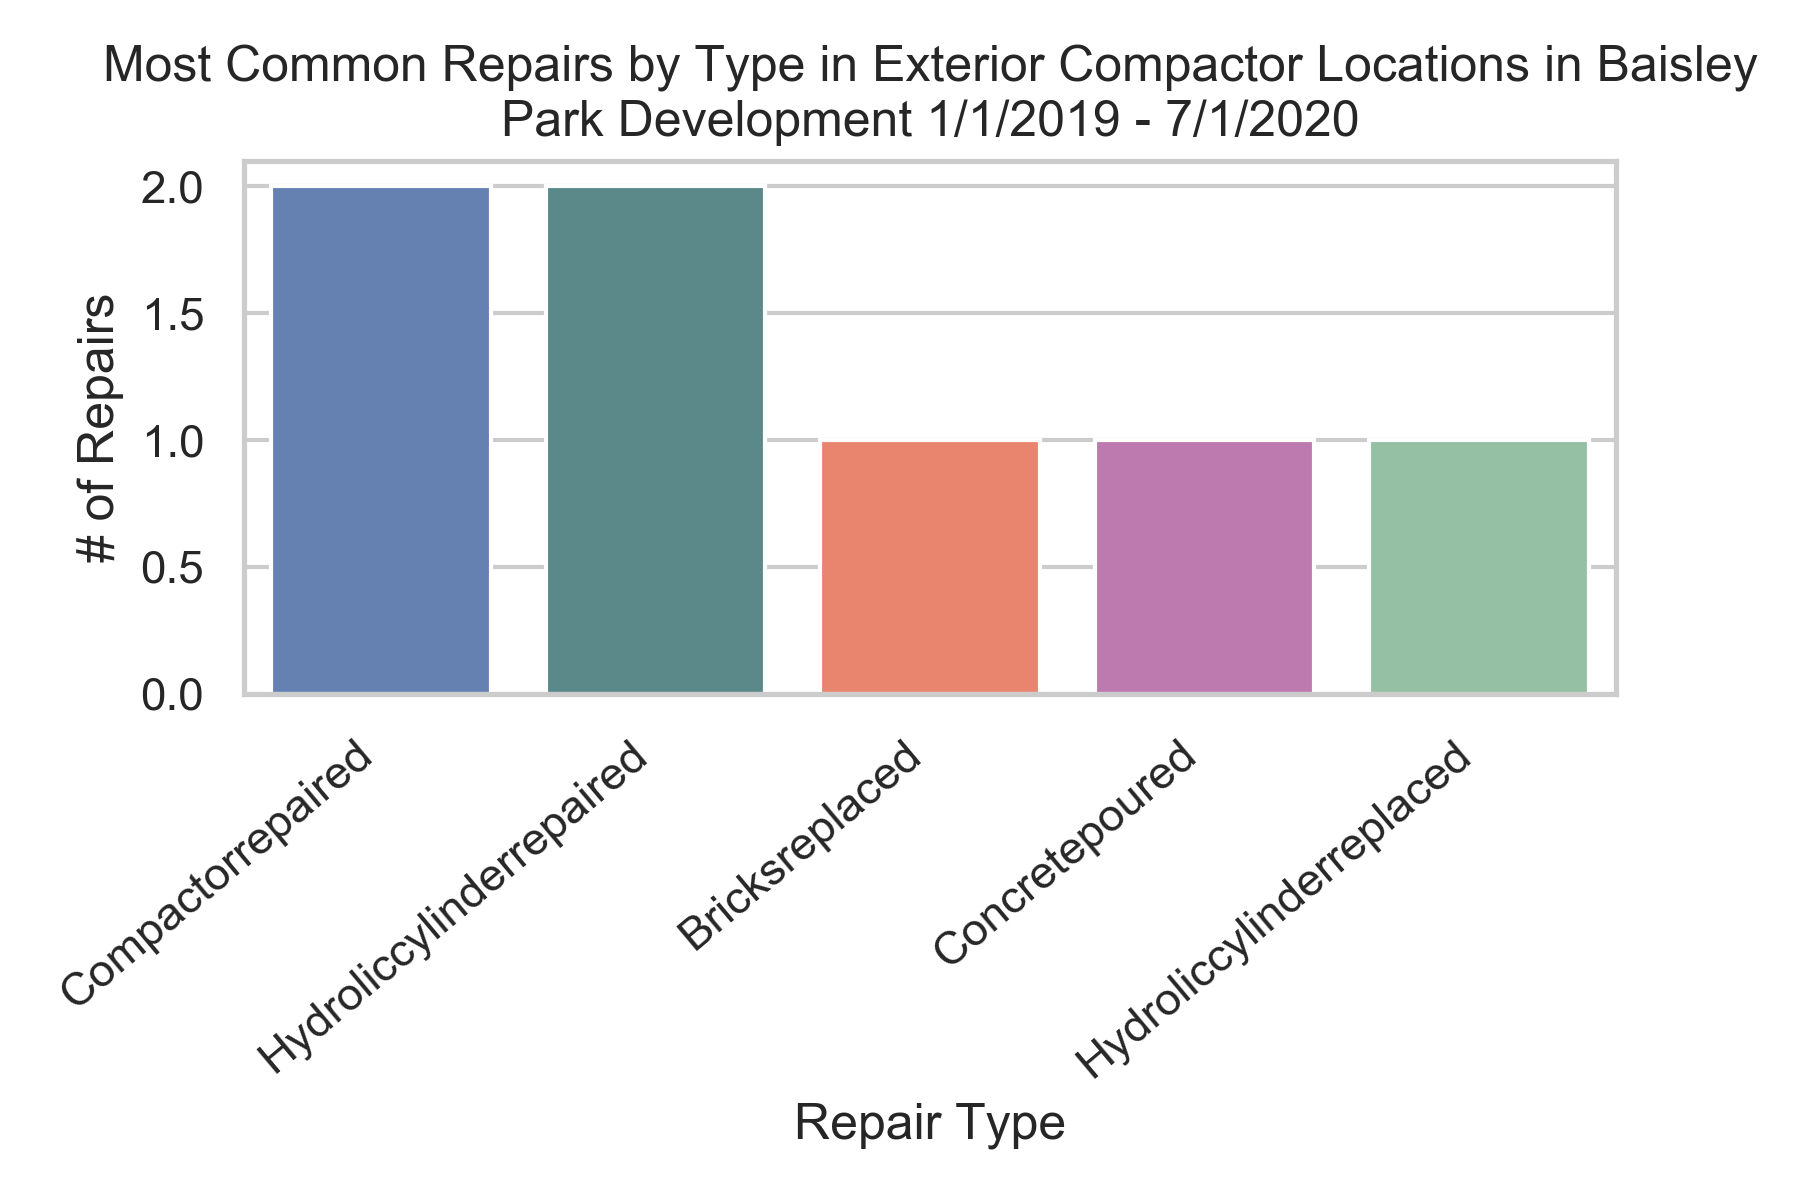 Most Common Repairs by Type in Exterior Compactor Locations in Baisley
Park Development 1/1/2019 - 7/1/2020
# of Repairs
2.0
1.5
1.0
0.5
0.0
Compactorrepaired
Hydroliccylinderrepaired
Bricksreplaced
Concretepoured
Hydroliccylinderreplaced
Repair Type